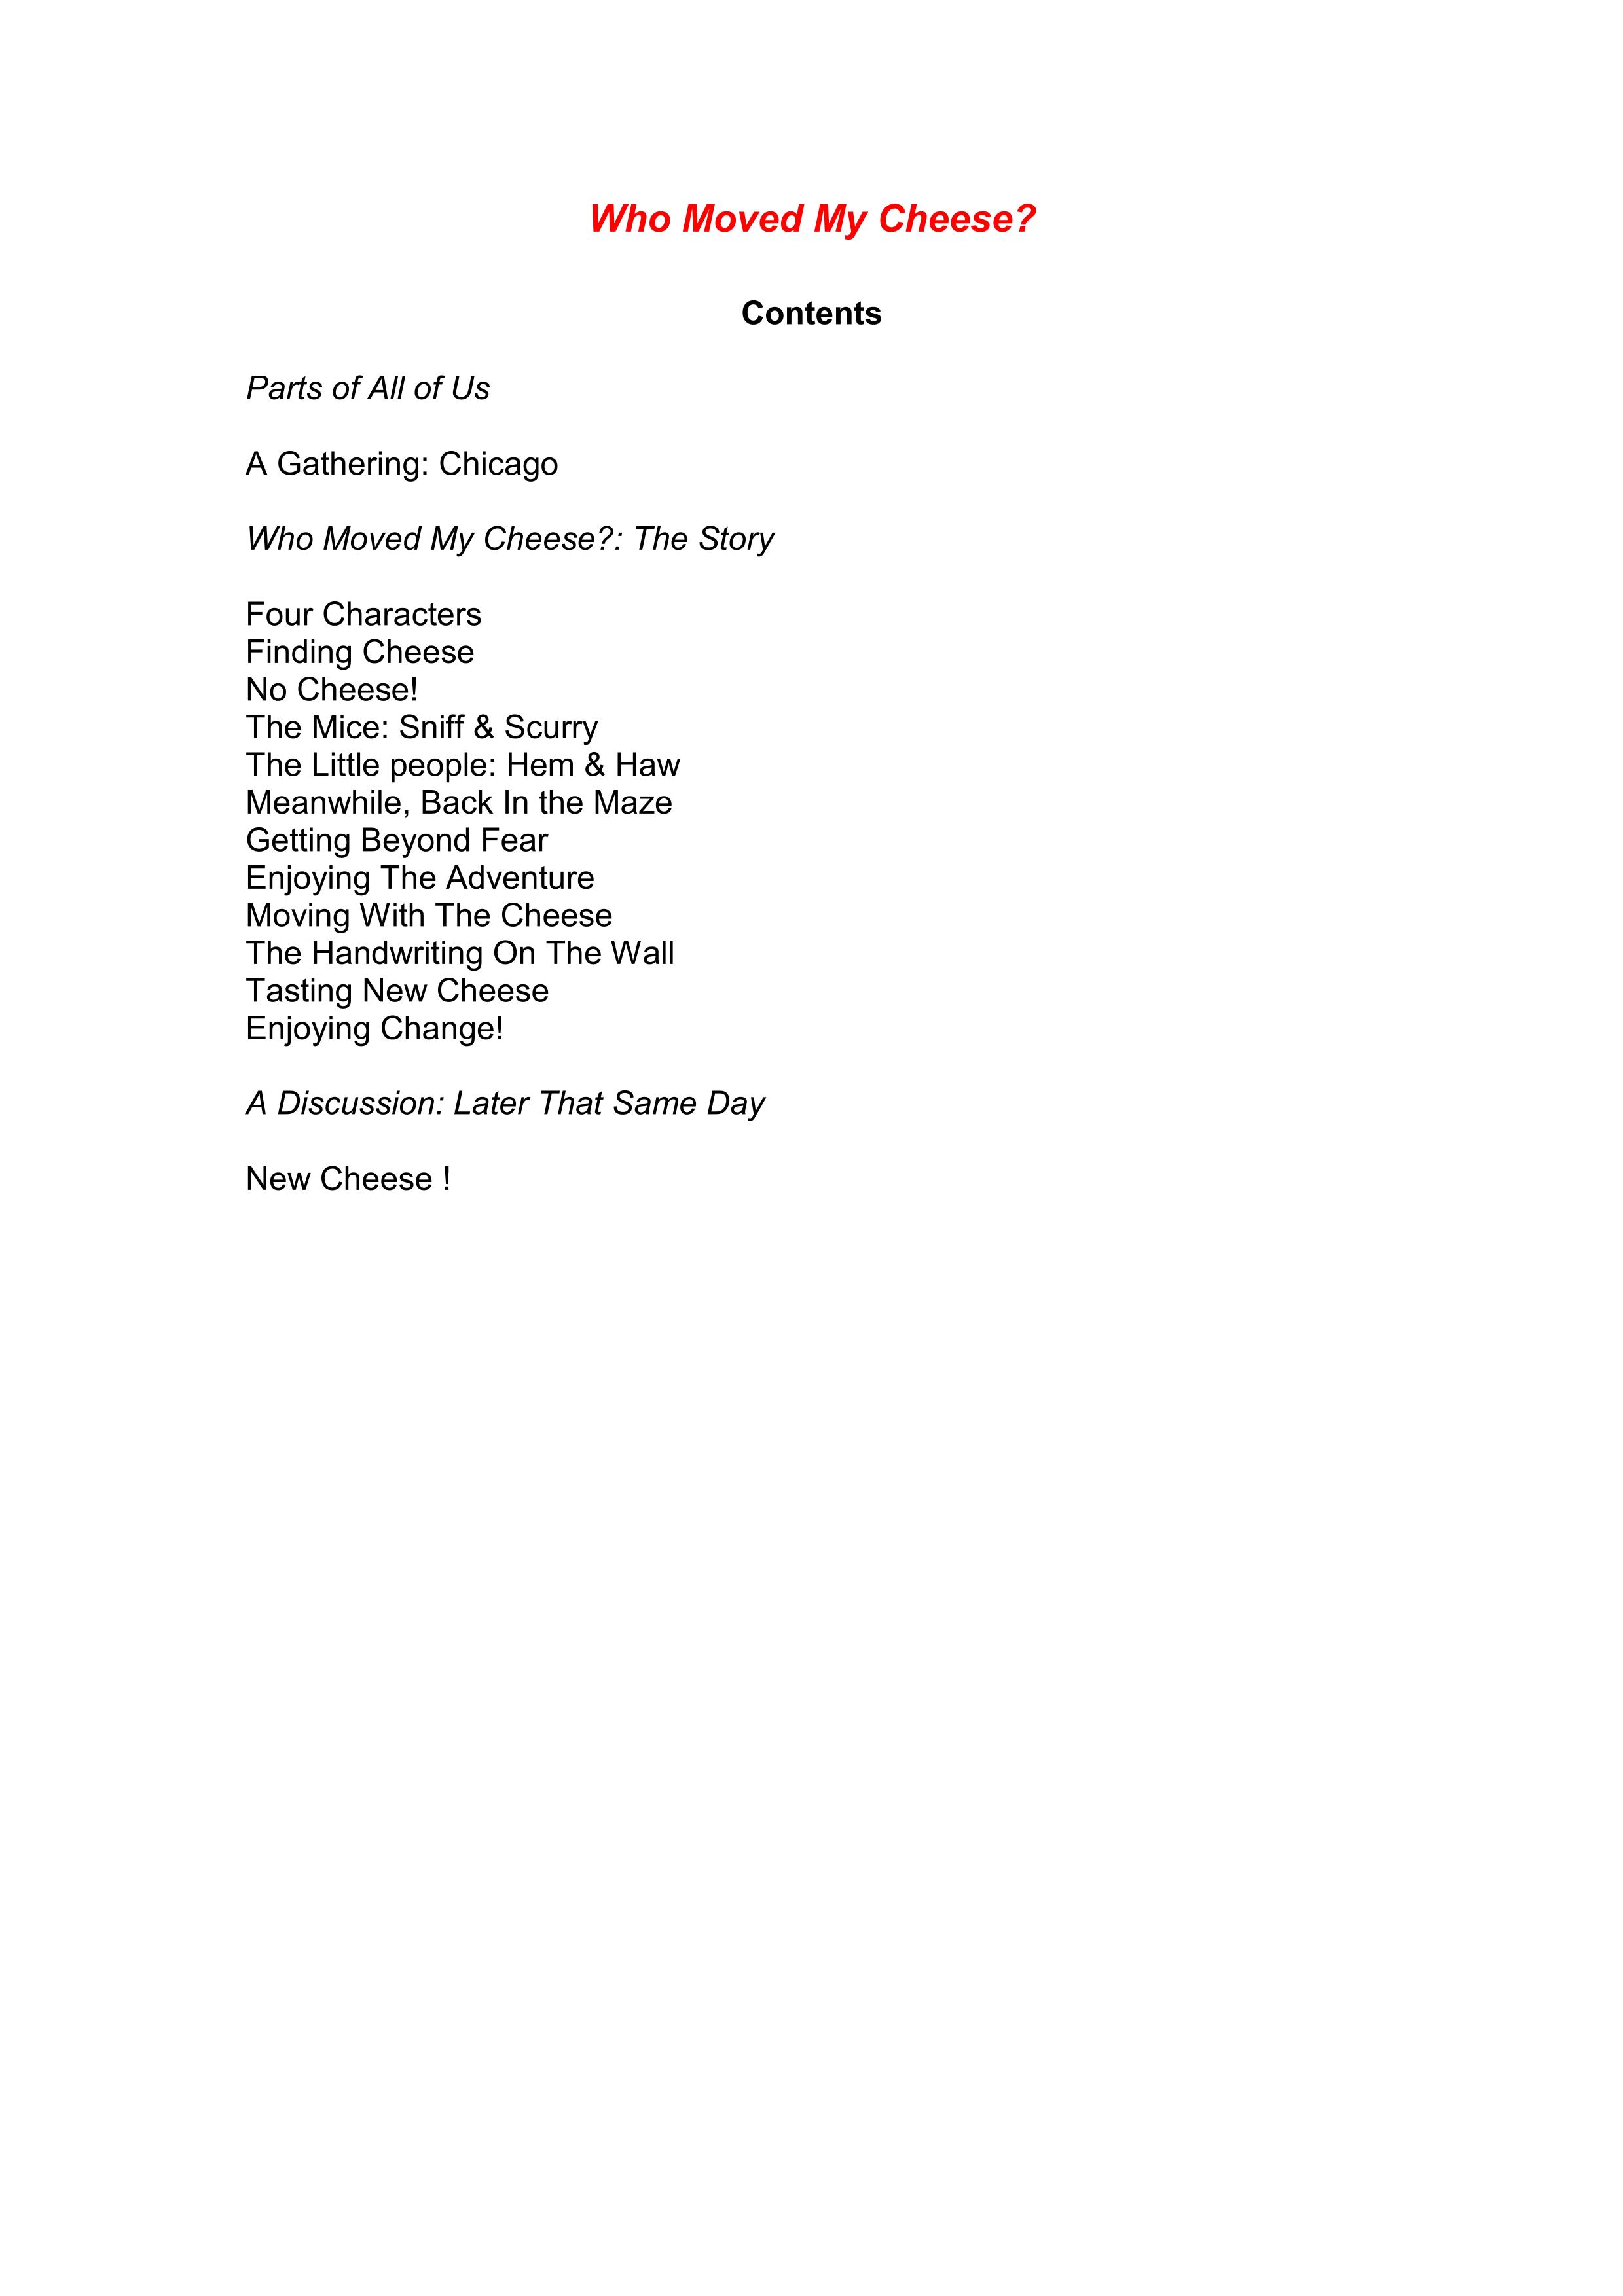 Who Moved My Cheese?
Contents
Parts of All of Us
A Gathering: Chicago
Who Moved My Cheese?: The Story
Four Characters
Finding Cheese
No Cheese!
The Mice: Sniff & Scurry
The Little people: Hem & Haw
Meanwhile, Back In the Maze
Getting Beyond Fear
Enjoying The Adventure
Moving With The Cheese
The Handwriting On The Wall
Tasting New Cheese
Enjoying Change!
A Discussion: Later That Same Day
New Cheese !